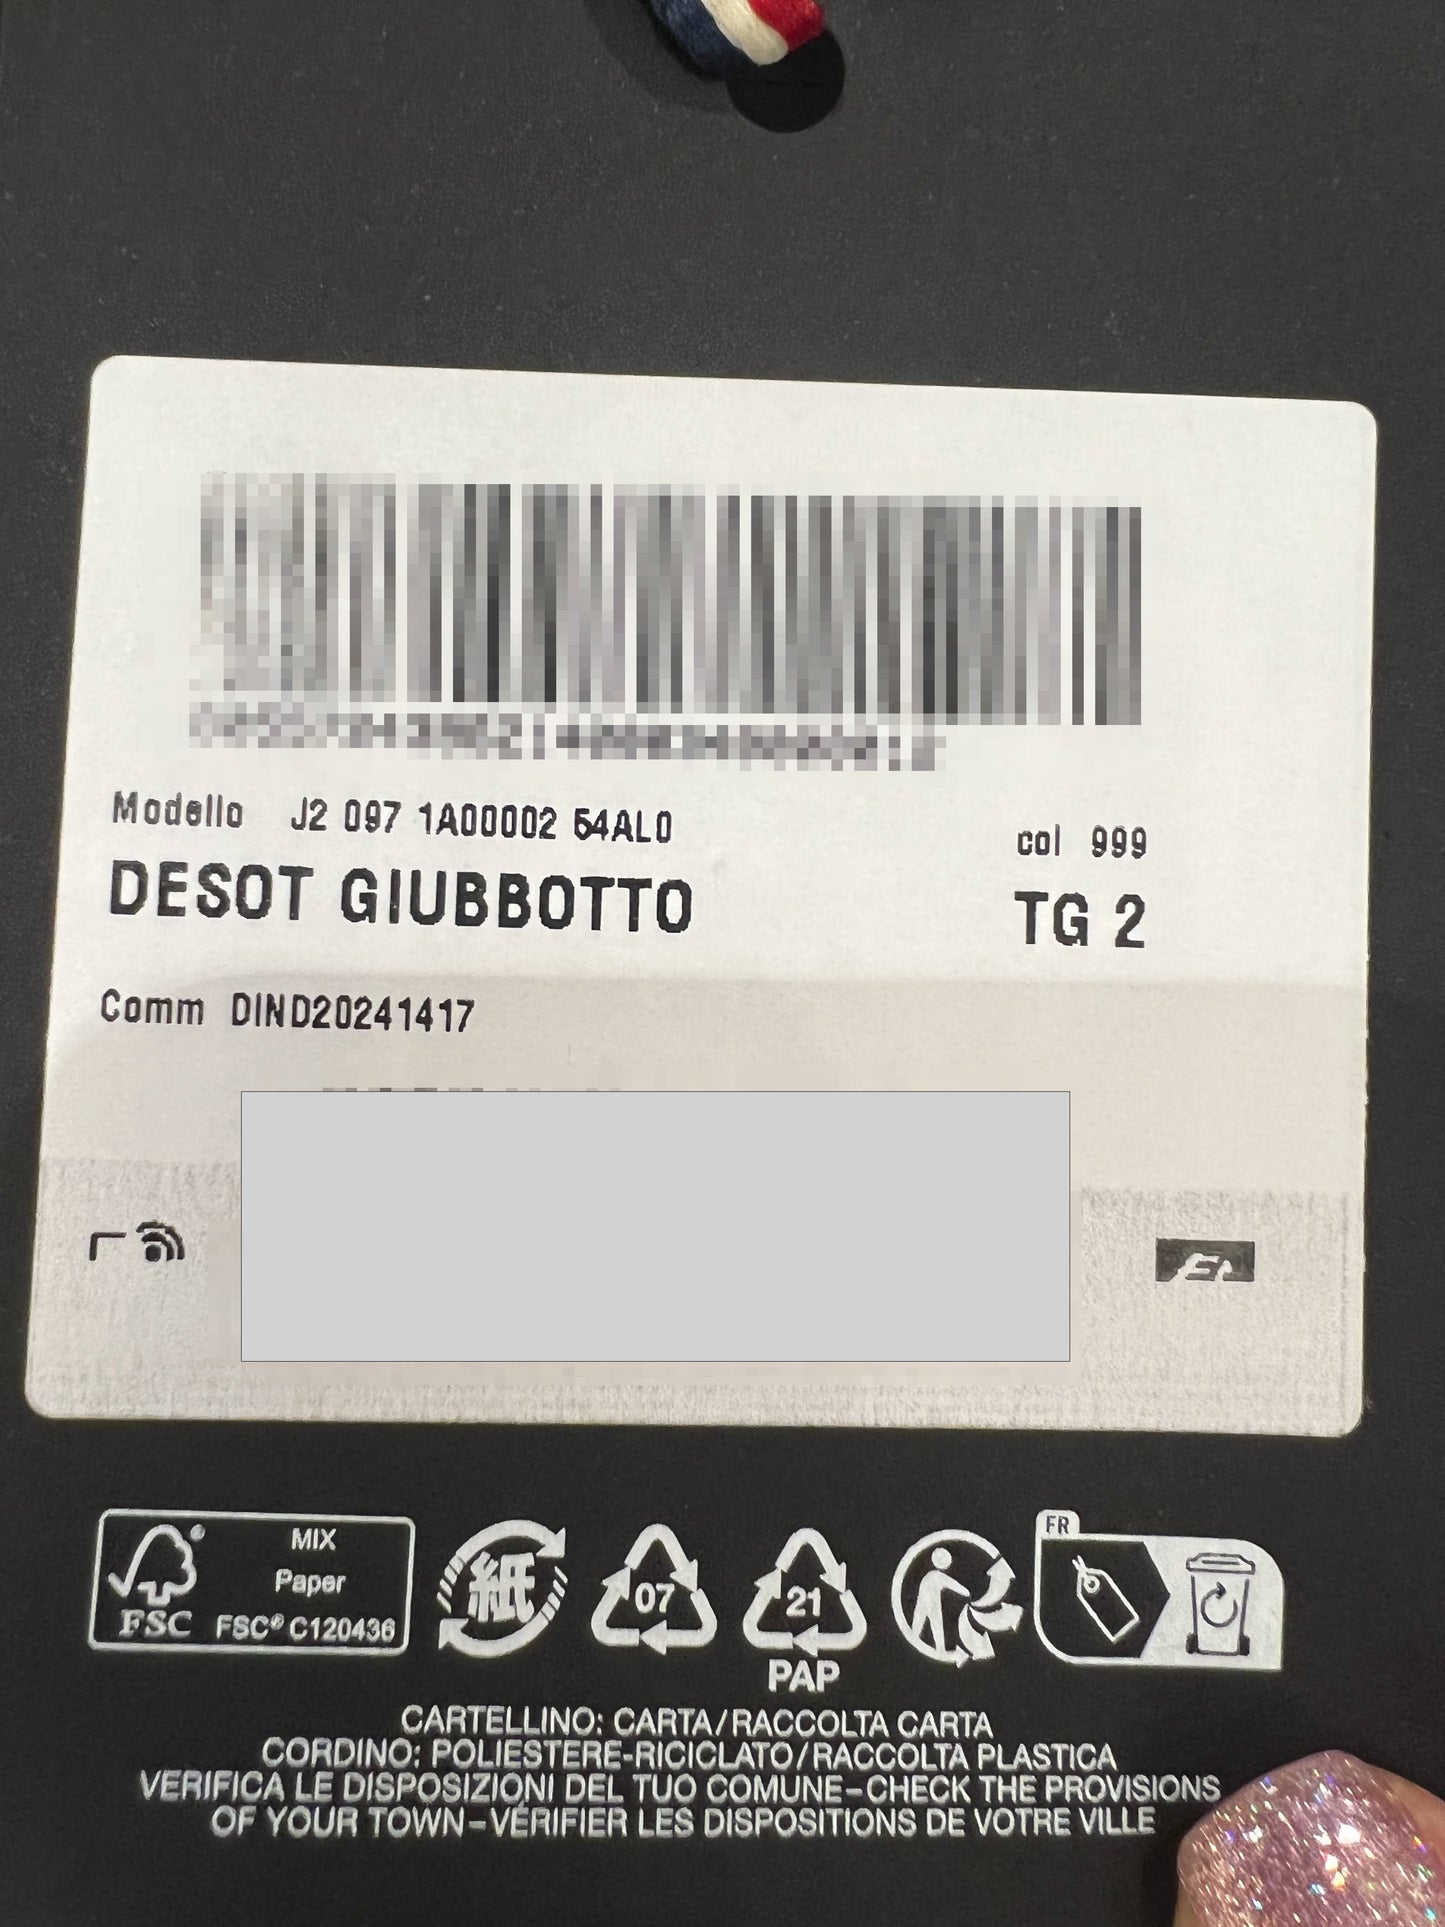 Modello J2 097 1A00002 54AL0
col 999
DESOT GIUBBOTTO
TG 2
Comm DIND20241417
MIX
Paper
FSC
FSC® C120436
紙
07
21
PAP
FR
CARTELLINO: CARTA/RACCOLTA CARTA
CORDINO: POLIESTERE-RICICLATO/RACCOLTA PLASTICA
VERIFICA LE DISPOSIZIONI DEL TUO COMUNE-CHECK THE PROVISIONS
OF YOUR TOWN-VÉRIFIER LES DISPOSITIONS DE VOTRE VILLE